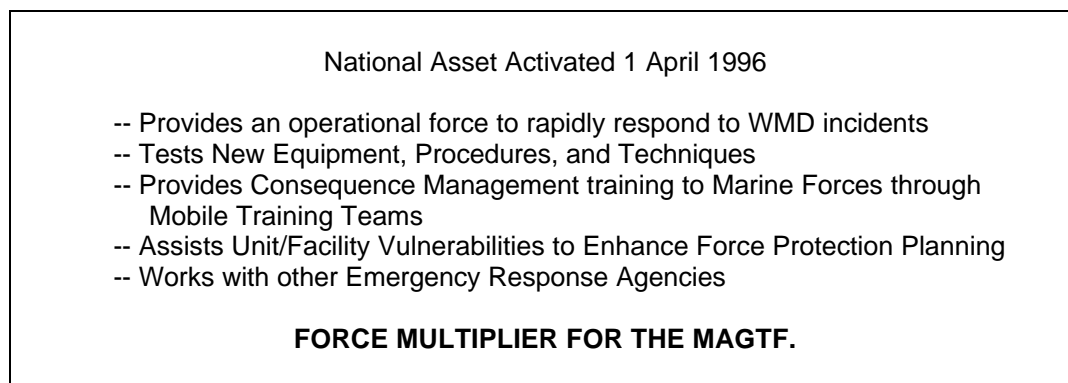 National Asset Activated 1 April 1996
-- Provides an operational force to rapidly respond to WMD incidents
-- Tests New Equipment, Procedures, and Techniques
-- Provides Consequence Management training to Marine Forces through
Mobile Training Teams
-- Assists Unit/Facility Vulnerabilities to Enhance Force Protection Planning
-- Works with other Emergency Response Agencies
FORCE MULTIPLIER FOR THE MAGTF.